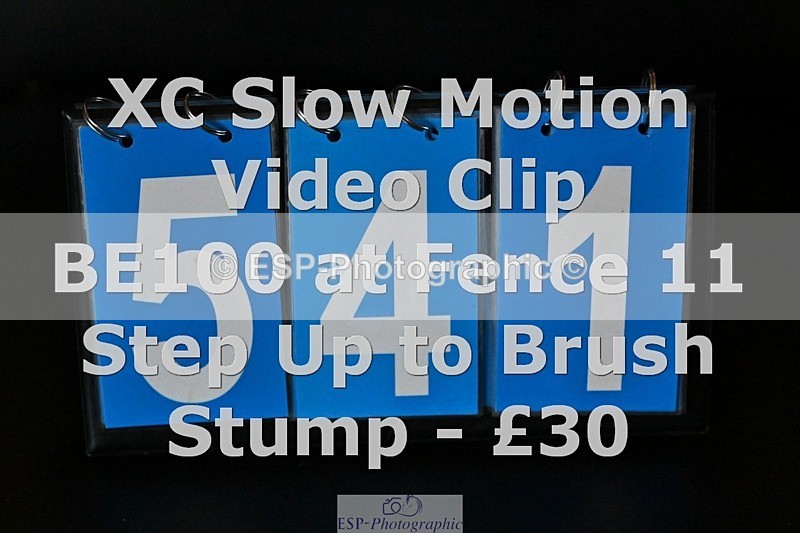 XC Slow Motion
Video Clip
BE100 at Fence 11
© ESP-Photographic ©
Step Up to Brush
Stump - £30
541
ESP-Photographic